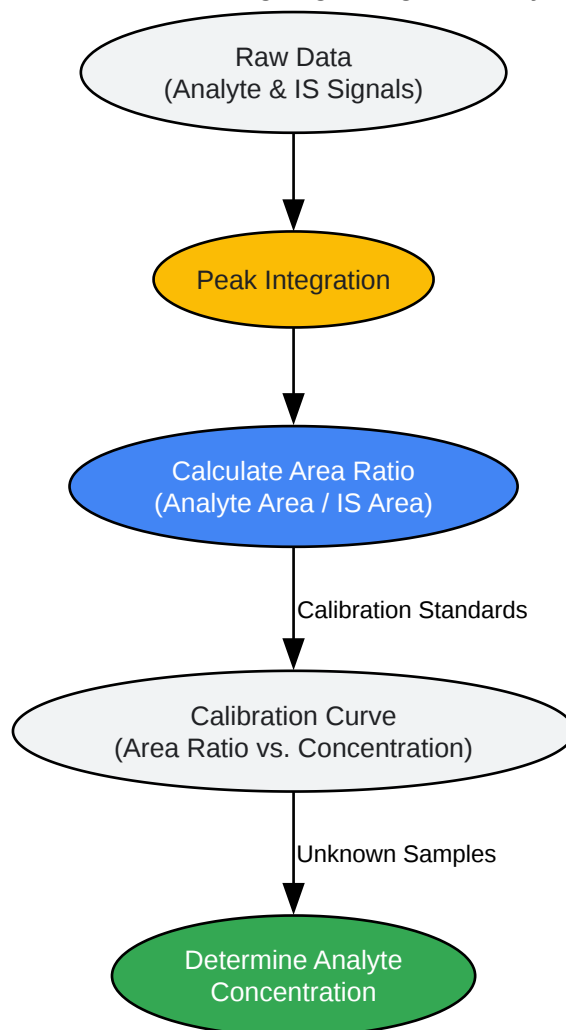 Raw Data
(Analyte & IS Signals)
Peak Integration
Calculate Area Ratio
(Analyte Area / IS Area)
Calibration Standards
Calibration Curve
(Area Ratio vs. Concentration)
Unknown Samples
Determine Analyte
Concentration